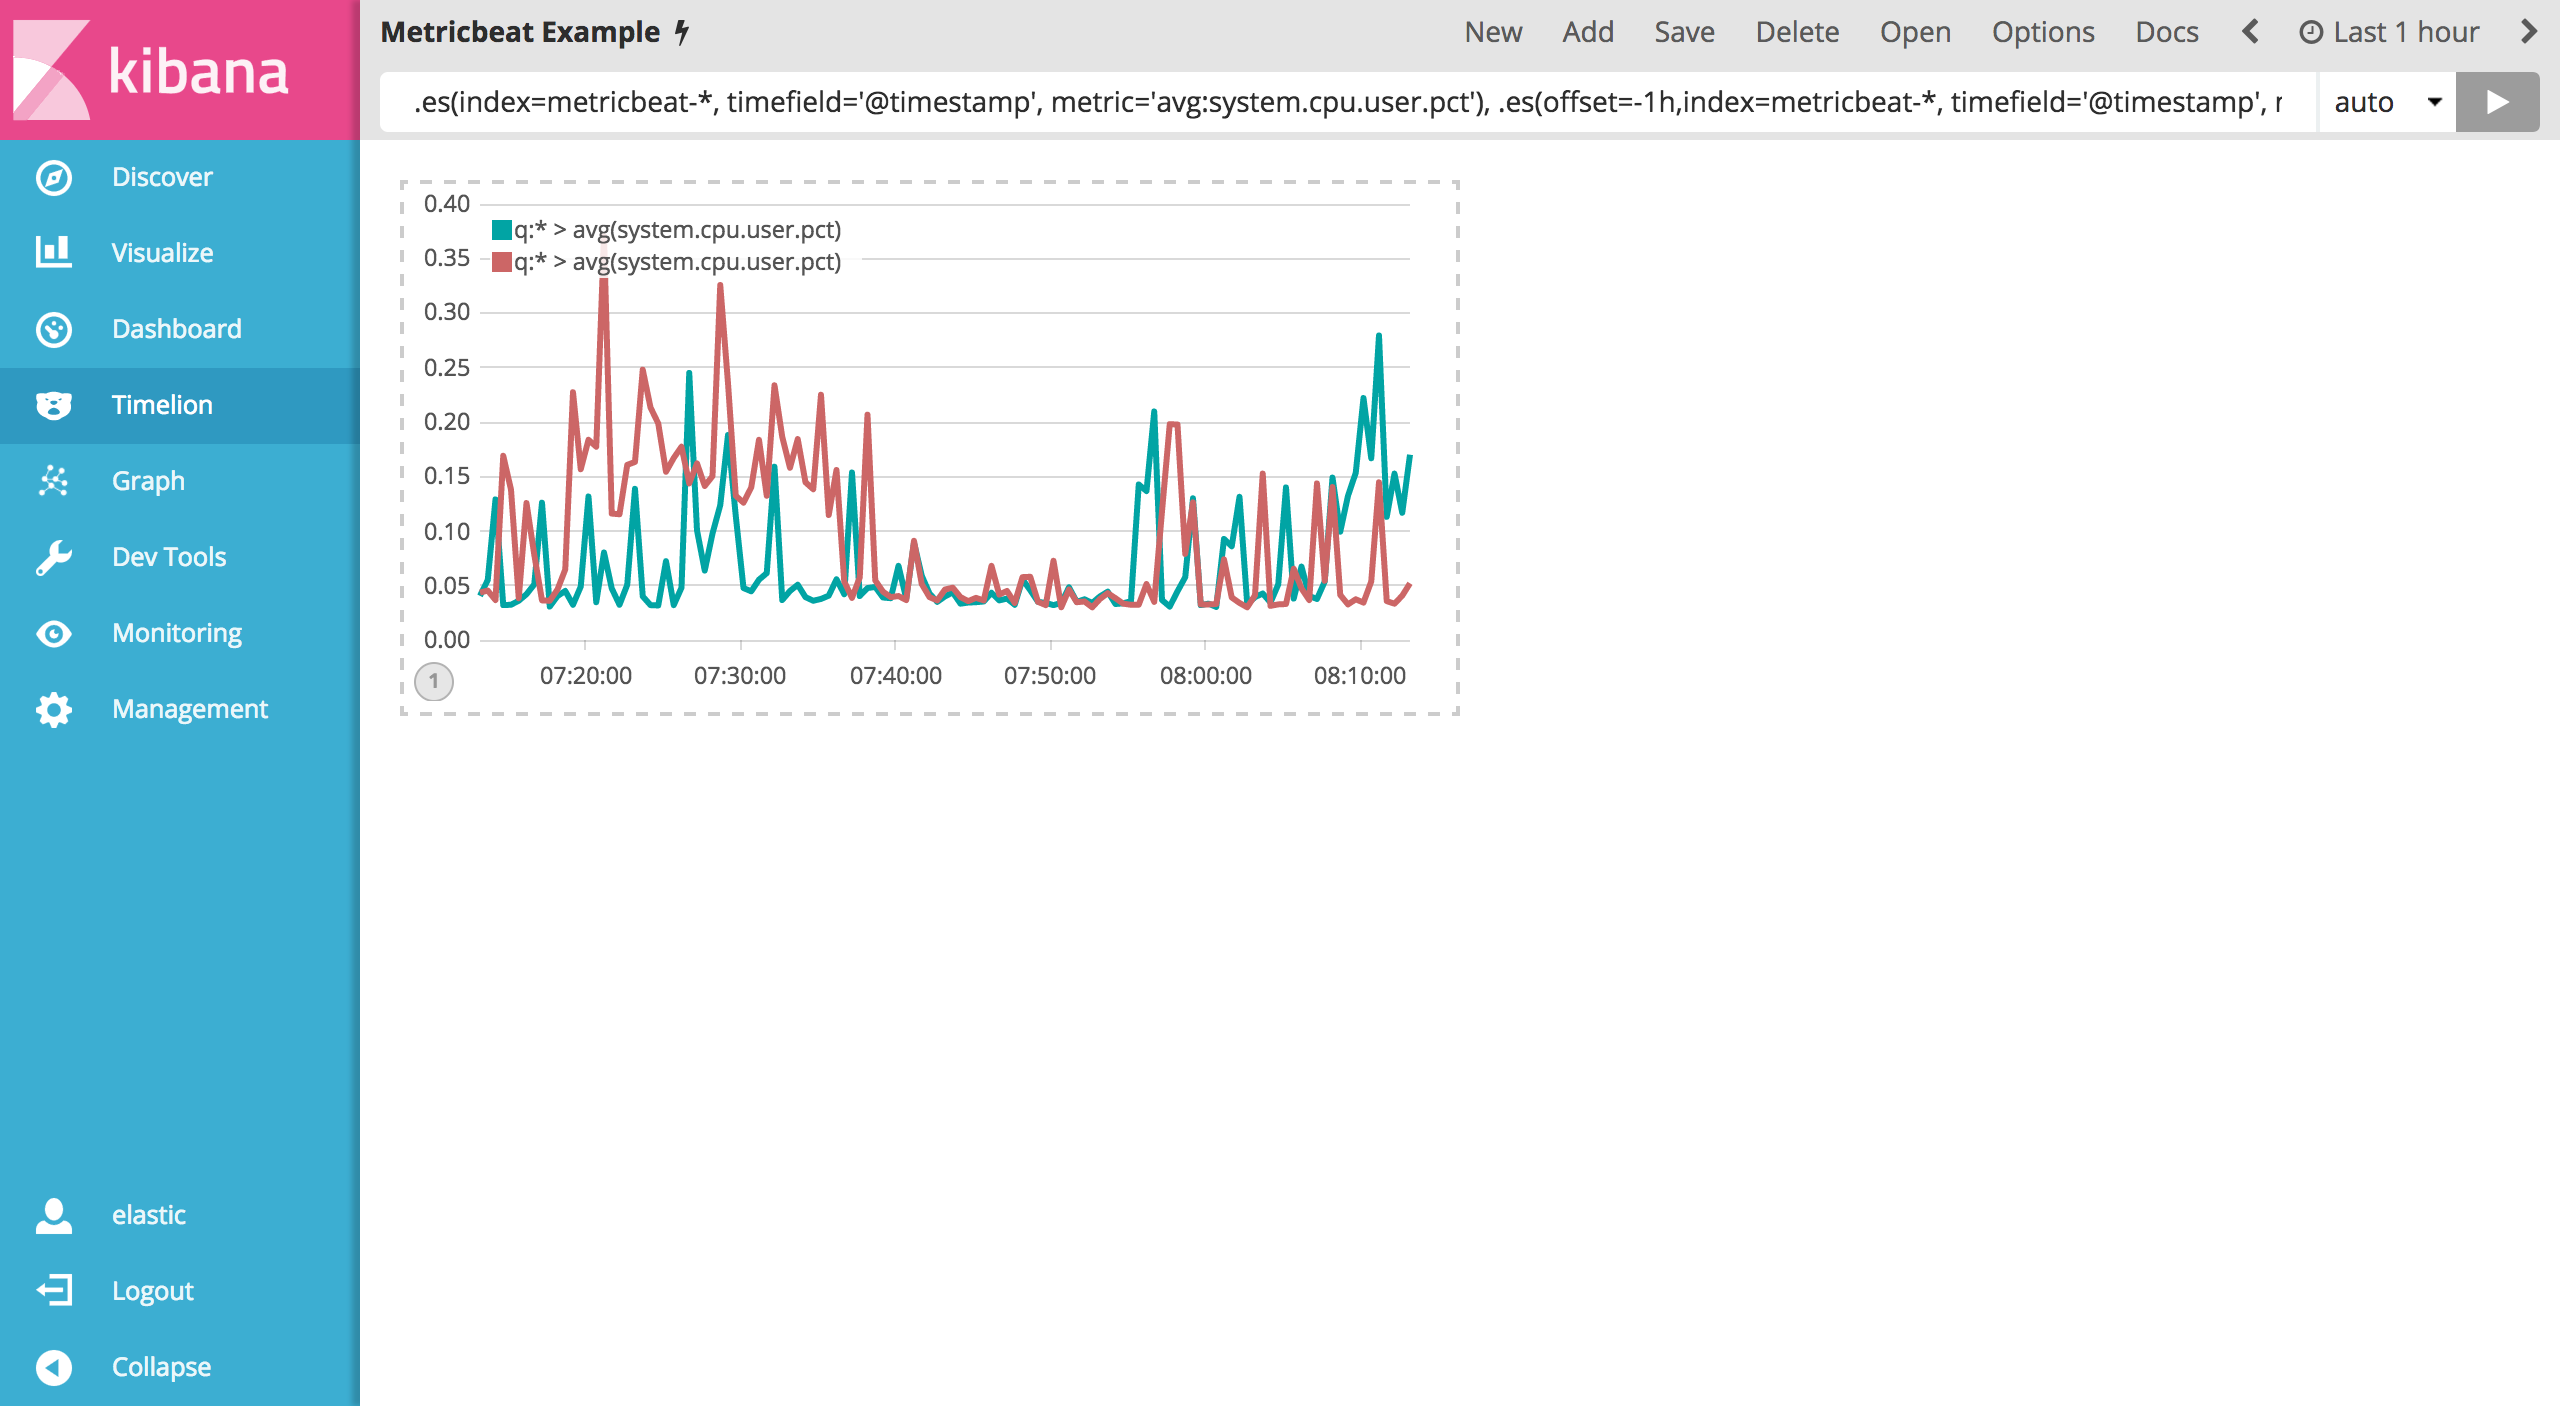 kibana
Discover
Visualize
Dashboard
Timelion
Graph
Dev Tools
Monitoring
Management
elastic
Logout
Collapse
Metricbeat Example
New Add Save Delete Open Options Docs Last 1 hour
.es(index=metricbeat-*, timefield='@timestamp', metric='avg:system.cpu.user.pct'), .es(offset=-1h,index=metricbeat-*, timefield='@timestamp', auto
0.40
q:* > avg(system.cpu.user.pct)
0.35
q:* > avg(system.cpu.user.pct)
0.30
0.25
0.20
0.15
0.10
0.05
0.00
07:20:00 07:30:00 07:40:00 07:50:00 08:00:00 08:10:00
1